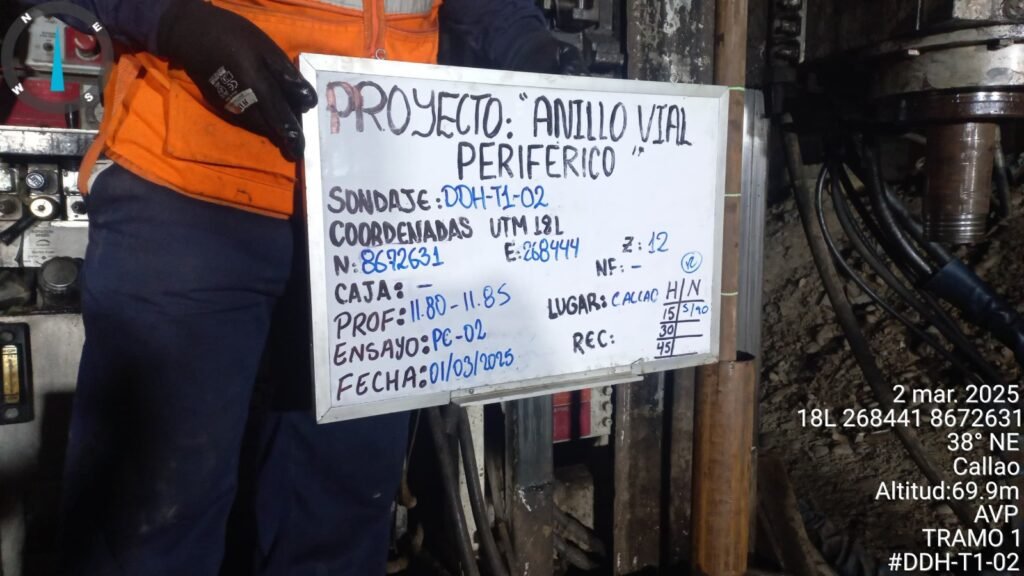 PROYECTO: "ANILLO VIAL
PERIFERICO"
SONDAJE: DDH-T1-02
COORDENADAS UTM 18L
N: 8672631 E: 268444 Z: 12
NF: -
CAJA: -
PROF: 11.80 - 11.85
LUGAR: CALLAO
ENSAYO: PC-02
REC:
FECHA: 01/03/2025
H N
15 5/90
30
45
2 mar. 2025
18L 268441 8672631
38° NE
Callao
Altitud:69.9m
AVP
TRAMO 1
#DDH-T1-02
N
E
S
W